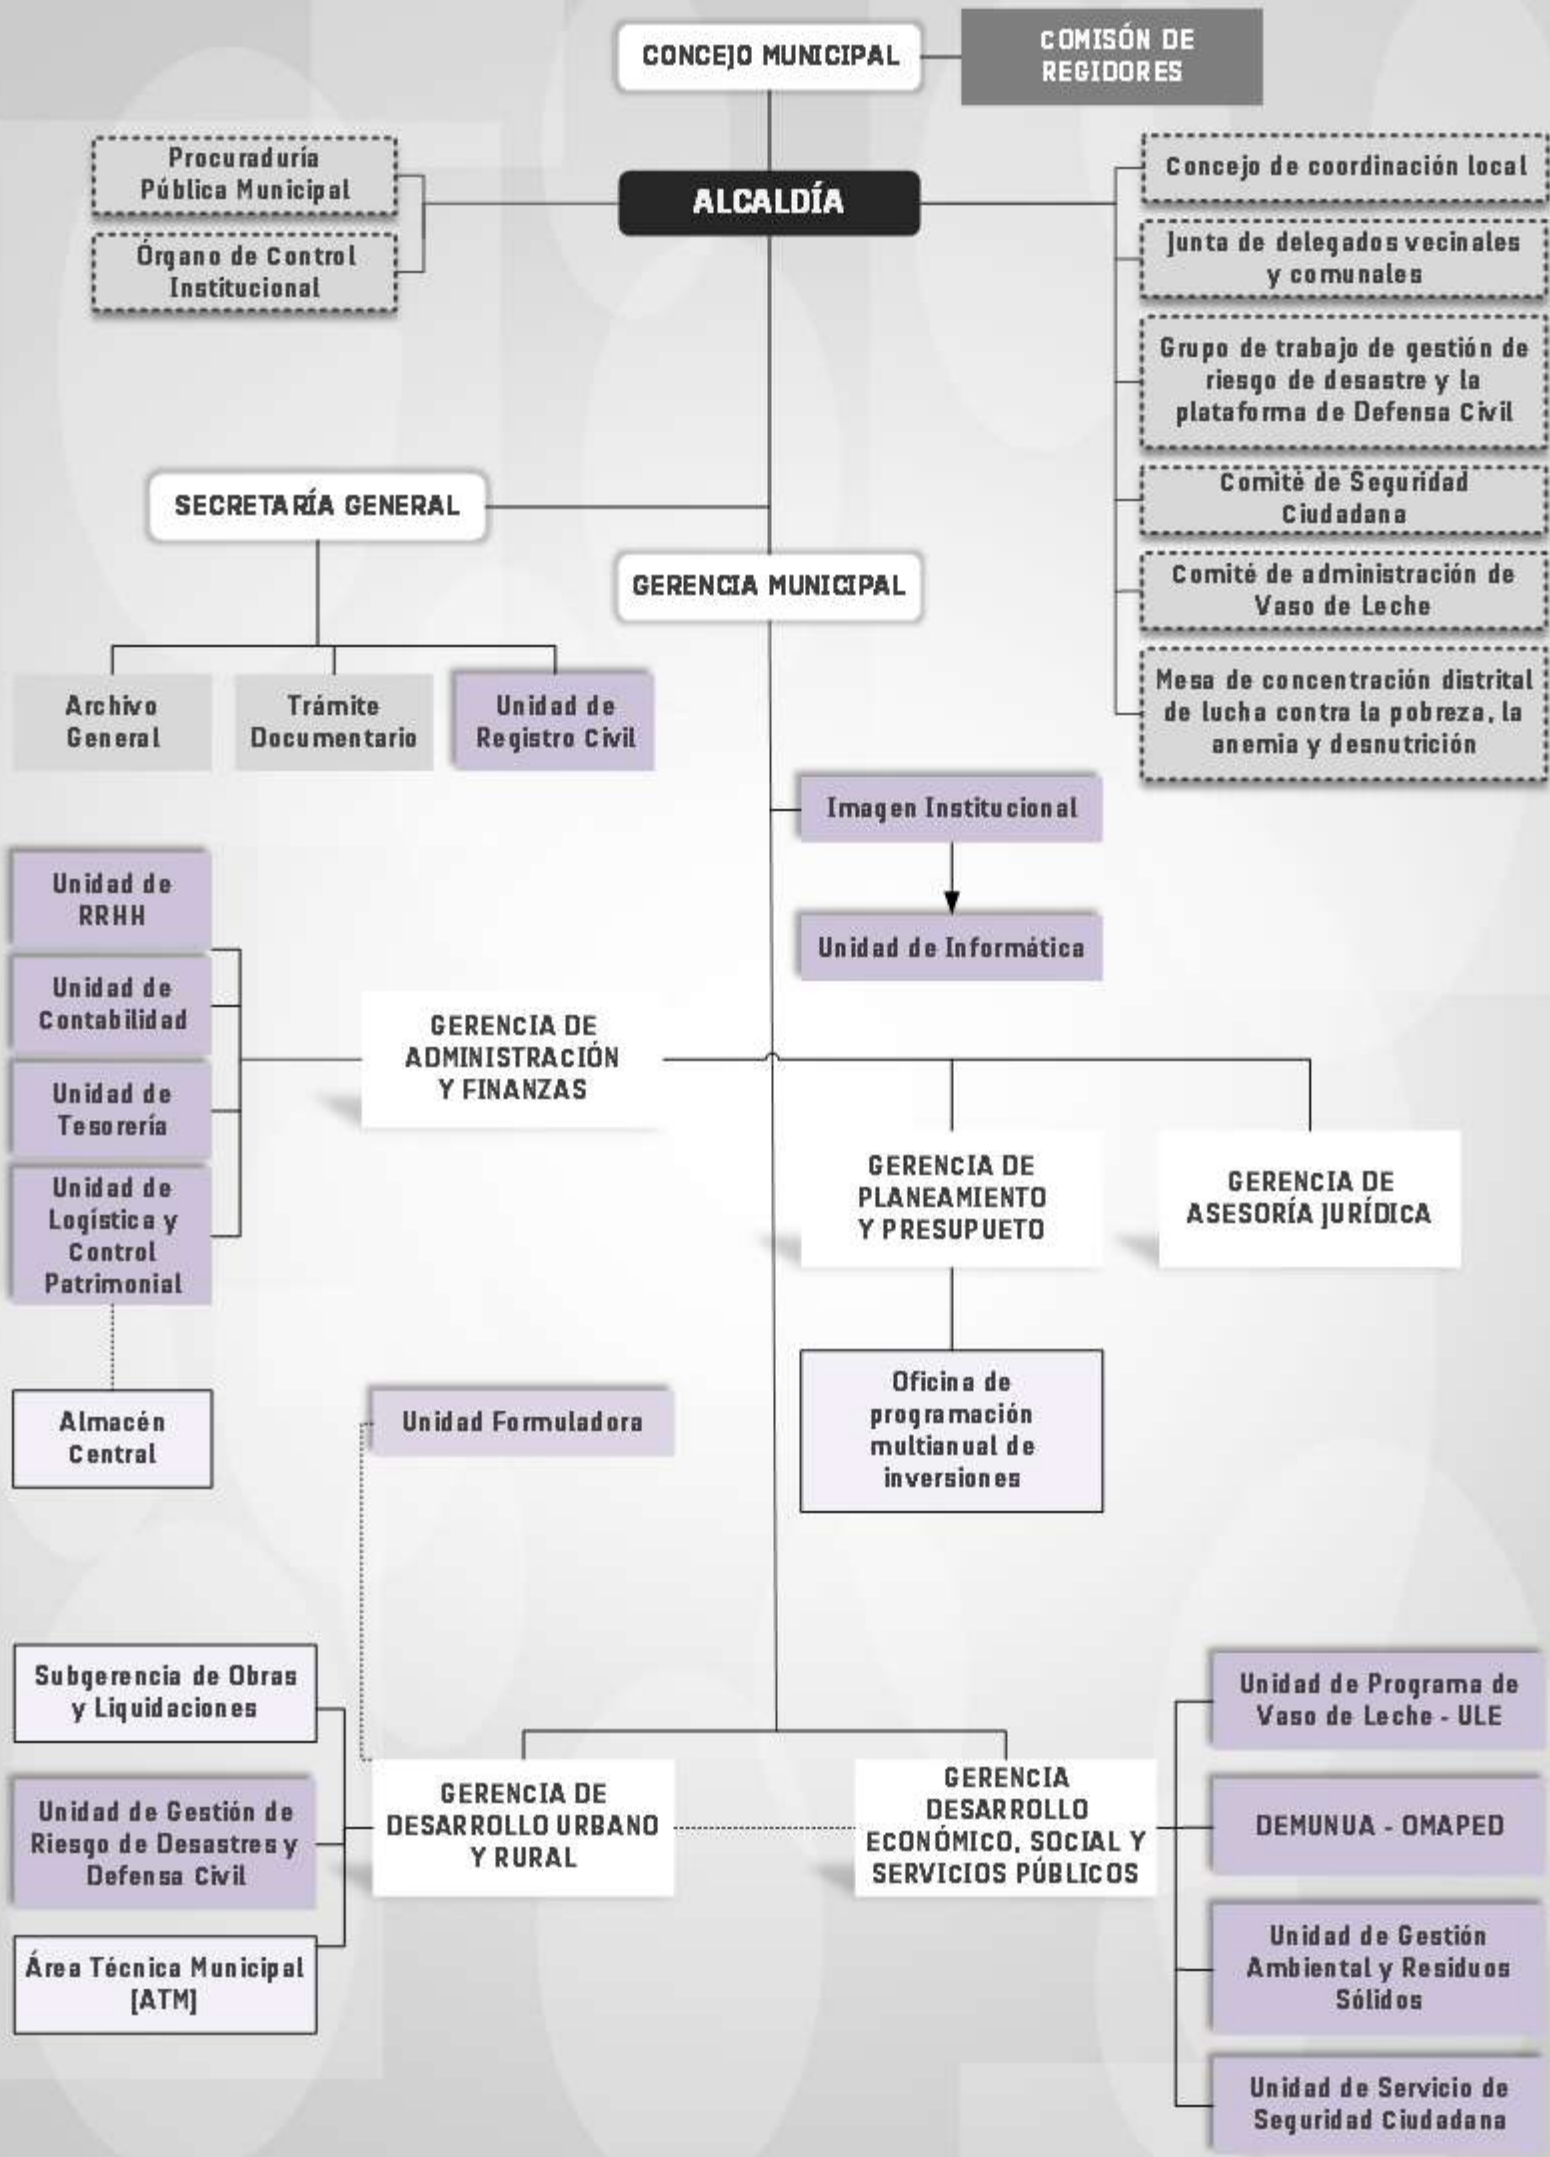 CONCEJO MUNICIPAL
COMISÓN DE
REGIDORES
ALCALDÍA
Procuraduría
Pública Municipal
Órgano de Control
Institucional
Concejo de coordinación local
Junta de delegados vecinales
y comunales
Grupo de trabajo de gestión de
riesgo de desastre y la
plataforma de Defensa Civil
Comité de Seguridad
Ciudadana
Comité de administración de
Vaso de Leche
Mesa de concentración distrital
de lucha contra la pobreza, la
anemia y desnutrición
SECRETARÍA GENERAL
GERENCIA MUNICIPAL
Archivo
General
Trámite
Documentario
Unidad de
Registro Civil
Imagen Institucional
Unidad de Informática
Unidad de
RRHH
Unidad de
Contabilidad
Unidad de
Tesorería
Unidad de
Logística y
Control
Patrimonial
GERENCIA DE
ADMINISTRACIÓN
Y FINANZAS
GERENCIA DE
PLANEAMIENTO
Y PRESUPUETO
GERENCIA DE
ASESORÍA JURÍDICA
Almacén
Central
Unidad Formuladora
Oficina de
programación
multianual de
inversiones
Subgerencia de Obras
y Liquidaciones
Unidad de Gestión de
Riesgo de Desastres y
Defensa Civil
Área Técnica Municipal
[ATM]
GERENCIA DE
DESARROLLO URBANO
Y RURAL
GERENCIA
DESARROLLO
ECONÓMICO, SOCIAL Y
SERVICIOS PÚBLICOS
Unidad de Programa de
Vaso de Leche - ULE
DEMUNUA - OMAPED
Unidad de Gestión
Ambiental y Residuos
Sólidos
Unidad de Servicio de
Seguridad Ciudadana